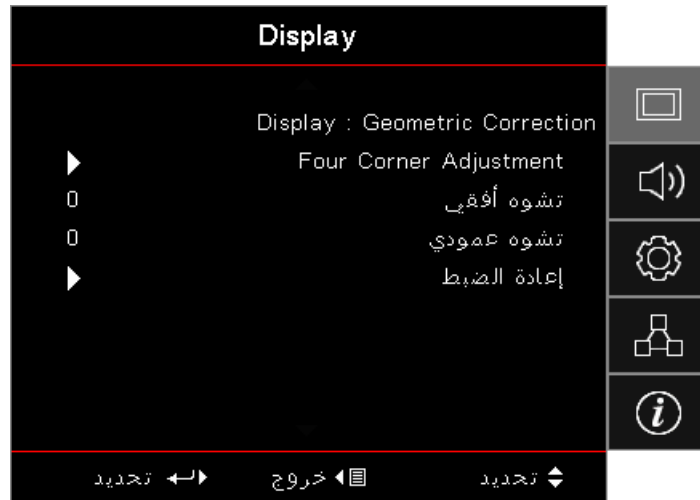 Display
Display : Geometric Correction
Four Corner Adjustment
تشوه أفقي 0
تشوه عمودي 0
إعادة الضبط
تحديد خروج تحديد